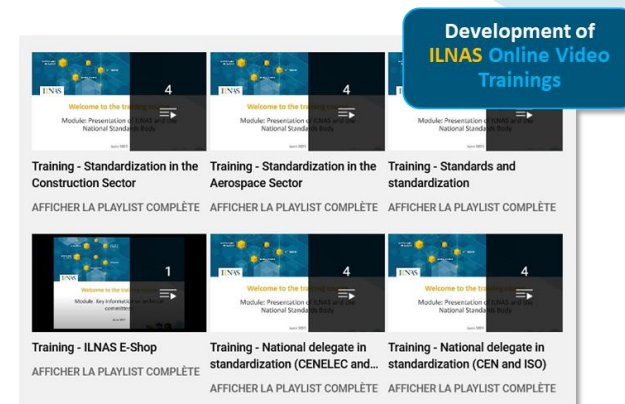 Development of
ILNAS Online Video
Trainings
4
4
ILNAS
ILNAS
Welcome to the
Welcome to the
Module: Presentation of ILNAS and the
National Standards Body
Module: Presentation of ILNAS and the
National Standards Body
Module: Presentation of ILNAS and the
National Standards Body
Training - Standardization in the
Construction Sector
AFFICHER LA PLAYLIST COMPLÈTE
Training - Standardization in the
Aerospace Sector
AFFICHER LA PLAYLIST COMPLÈTE
Training - Standards and
standardization
AFFICHER LA PLAYLIST COMPLÈTE
1
4
4
ILNAS
ILNAS
ILNAS
Welcome to the
Module: Key information
Welcome to the
Module: Presentation of ILNAS and the
National Standards Body
Welcome to the
Module: Presentation of ILNAS and the
National Standards Body
Training - ILNAS E-Shop
AFFICHER LA PLAYLIST COMPLÈTE
Training - National delegate in
standardization (CENELEC and...
AFFICHER LA PLAYLIST COMPLÈTE
Training - National delegate in
standardization (CEN and ISO)
AFFICHER LA PLAYLIST COMPLÈTE